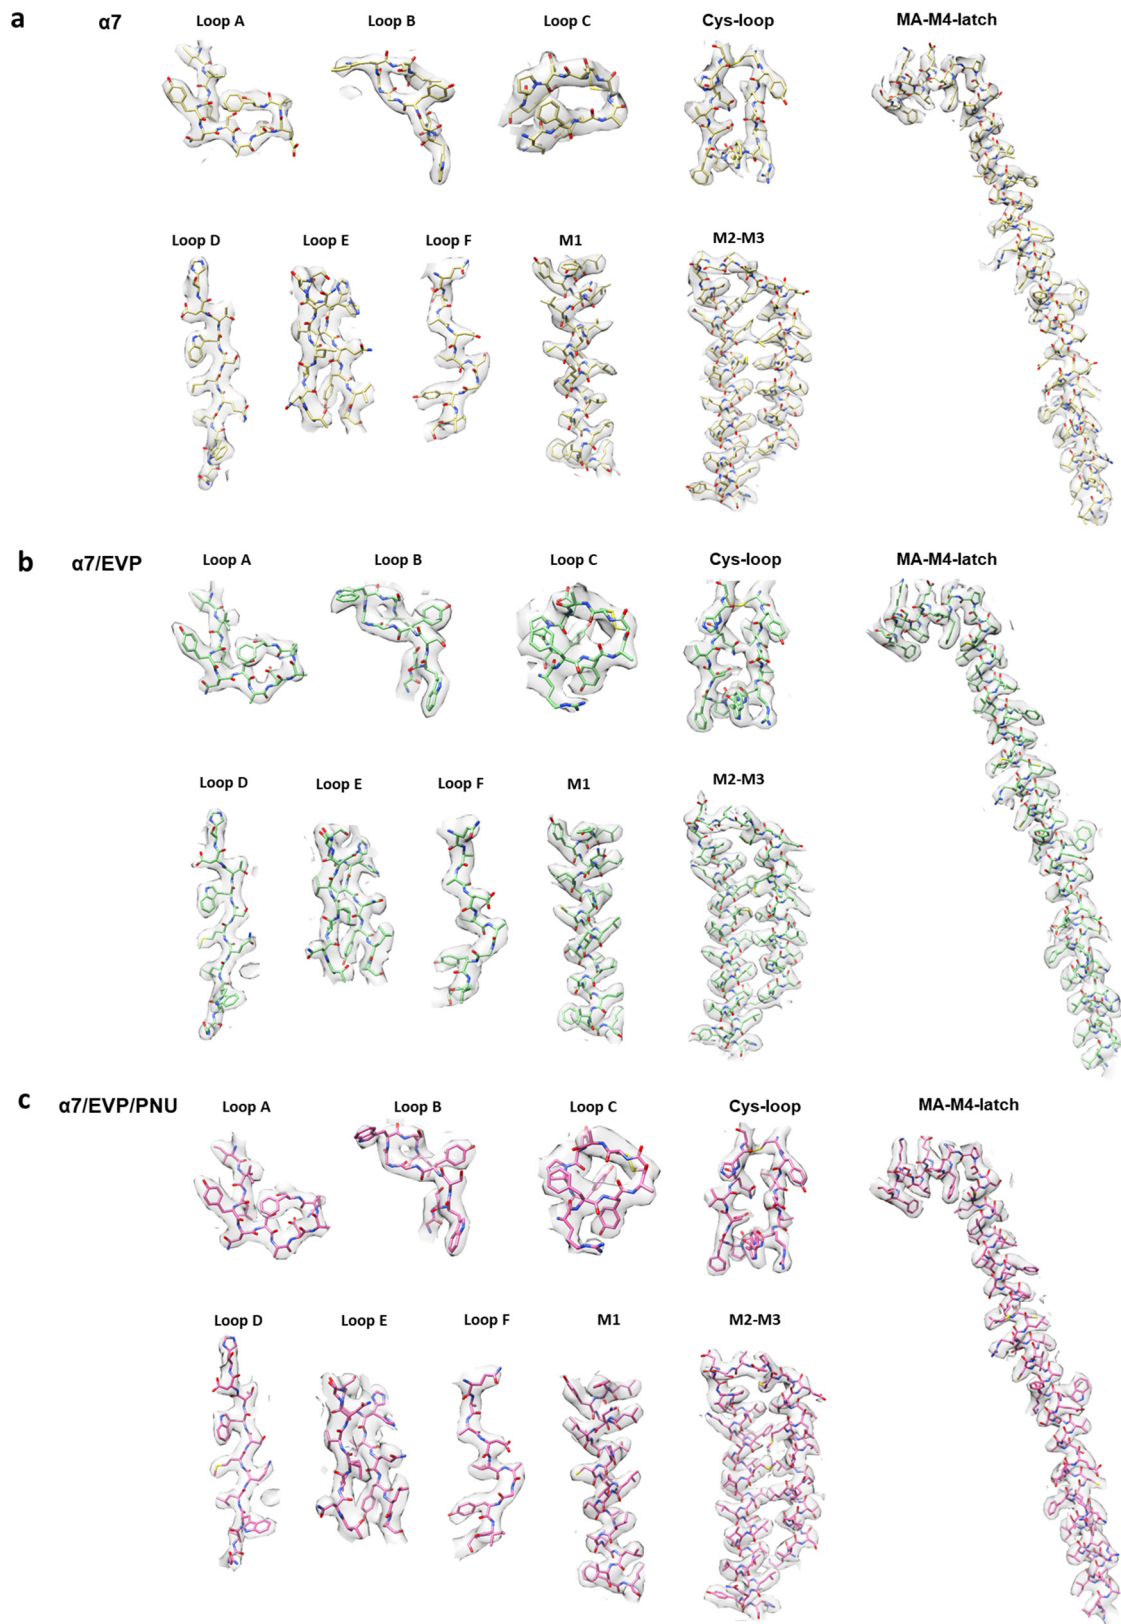 a
α7
Loop A
Loop B
Loop C
Cys-loop
MA-M4-latch
Loop D
Loop E
Loop F
M1
M2-M3
b
α7/EVP
Loop A
Loop B
Loop C
Cys-loop
MA-M4-latch
Loop D
Loop E
Loop F
M1
M2-M3
c
α7/EVP/PNU
Loop A
Loop B
Loop C
Cys-loop
MA-M4-latch
Loop D
Loop E
Loop F
M1
M2-M3